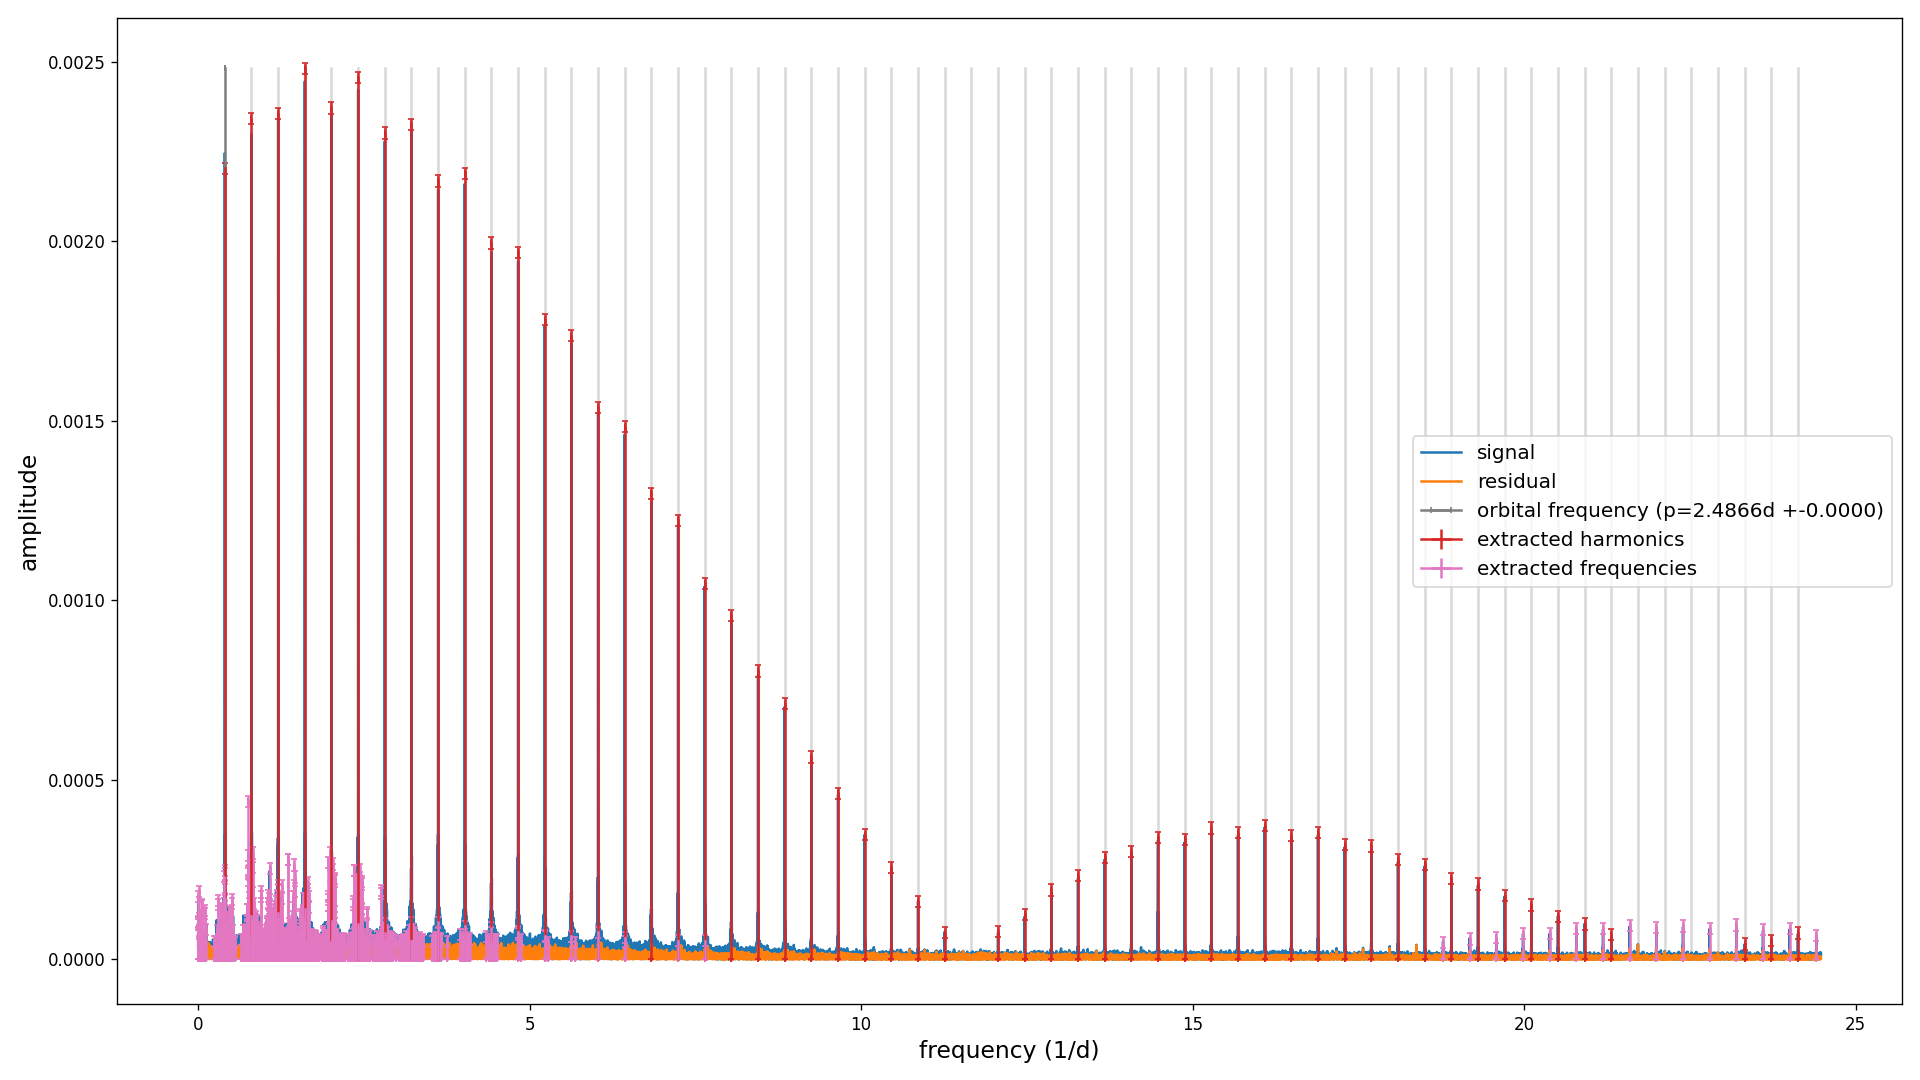 0.0025
0.0020
0.0015
0.0010
0.0005
0.0000
amplitude
signal
residual
orbital frequency (p=2.4866d +-0.0000)
extracted harmonics
extracted frequencies
0 5 10 15 20 25
frequency (1/d)